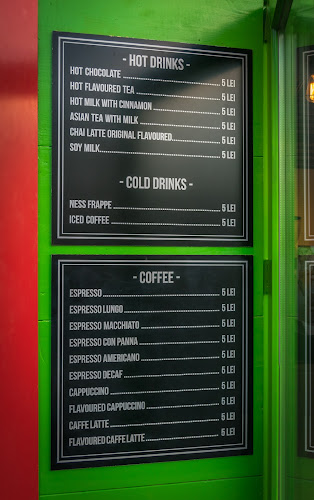 - HOT DRINKS -
HOT CHOCOLATE 5 LEI
HOT FLAVOURED TEA 5 LEI
HOT MILK WITH CINNAMON 5 LEI
ASIAN TEA WITH MILK 5 LEI
CHAI LATTE ORIGINAL FLAVOURED 5 LEI
SOY MILK 5 LEI
- COLD DRINKS -
NESS FRAPPE 5 LEI
ICED COFFEE 5 LEI
- COFFEE -
ESPRESSO 5 LEI
ESPRESSO LUNGO 5 LEI
ESPRESSO MACCHIATO 5 LEI
ESPRESSO CON PANNA 5 LEI
ESPRESSO AMERICANO 5 LEI
ESPRESSO DECAF 5 LEI
CAPPUCCINO 5 LEI
FLAVOURED CAPPUCCINO 5 LEI
CAFFE LATTE 5 LEI
FLAVOURED CAFFE LATTE 5 LEI